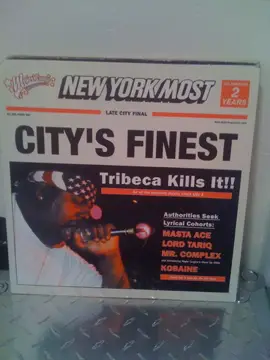 NEW YORK MOST
2
YEARS
LATE CITY FINAL
CITY'S FINEST
Tribeca Kills It!!
Authorities Seek
Lyrical Cohorts:
MASTA ACE
LORD TARIQ
MR. COMPLEX
KOBAINE